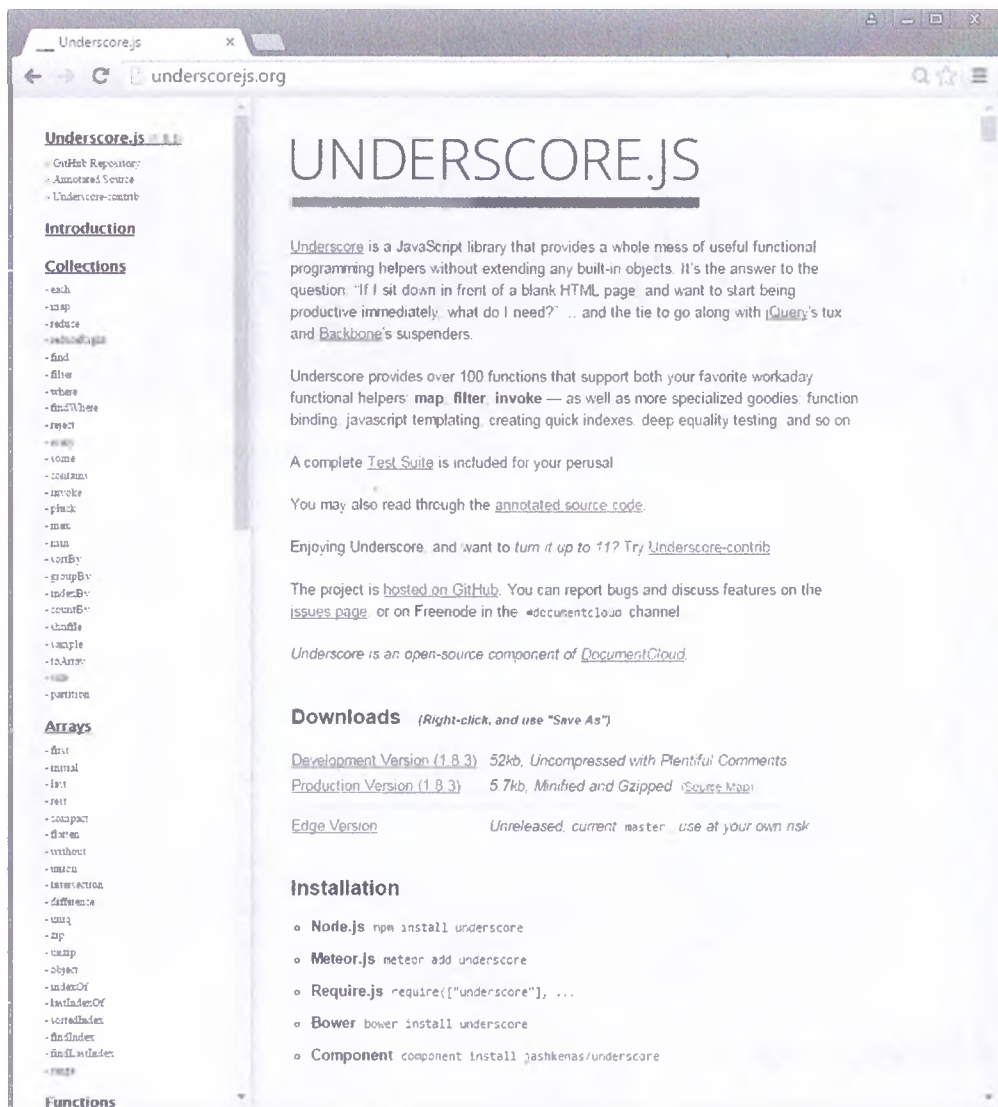 Underscore.js
underscorejs.org
Underscore.js
- GitHub Repository
- Annotated Source
- Underscore-contrib
Introduction
Collections
- each
- map
- reduce
- find
- filter
- where
- findWhere
- reject
- every
- some
- contains
- invoke
- pluck
- max
- min
- sortBy
- groupBy
- indexBy
- countBy
- shuffle
- sample
- toArray
- size
- partition
Arrays
- first
- initial
- last
- rest
- compact
- flatten
- without
- union
- intersection
- difference
- uniq
- zip
- unzip
- object
- indexOf
- lastIndexOf
- sortedIndex
- findIndex
- findLastIndex
- range
Functions
UNDERSCORE.JS
Underscore is a JavaScript library that provides a whole mess of useful functional
programming helpers without extending any built-in objects. It's the answer to the
question: "If I sit down in front of a blank HTML page, and want to start being
productive immediately, what do I need?" ... and the tie to go along with jQuery's tux
and Backbone's suspenders.
Underscore provides over 100 functions that support both your favorite workaday
functional helpers: map, filter, invoke — as well as more specialized goodies: function
binding, javascript templating, creating quick indexes, deep equality testing, and so on.
A complete Test Suite is included for your perusal.
You may also read through the annotated source code.
Enjoying Underscore, and want to turn it up to 11? Try Underscore-contrib.
The project is hosted on GitHub. You can report bugs and discuss features on the
issues page, or on Freenode in the #documentcloud channel.
Underscore is an open-source component of DocumentCloud.
Downloads (Right-click, and use "Save As")
Development Version (1.8.3) 52kb, Uncompressed with Plentiful Comments
Production Version (1.8.3) 5.7kb, Minified and Gzipped (Source Map)
Edge Version Unreleased, current master, use at your own risk
Installation
Node.js npm install underscore
Meteor.js meteor add underscore
Require.js require(["underscore"], ...
Bower bower install underscore
Component component install jashkenas/underscore